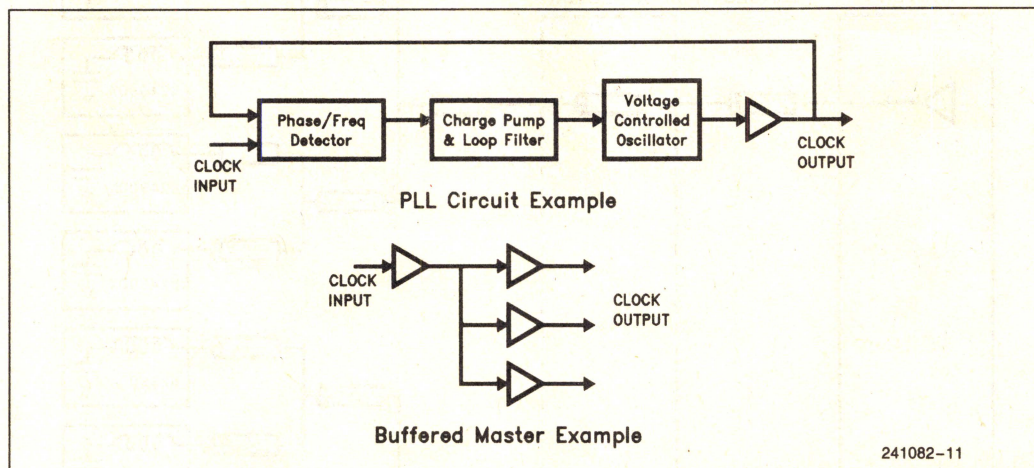 Phase/Freq
Detector
Charge Pump
& Loop Filter
Voltage
Controlled
Oscillator
CLOCK
INPUT
CLOCK
OUTPUT
PLL Circuit Example
CLOCK
INPUT
CLOCK
OUTPUT
Buffered Master Example
241082-11